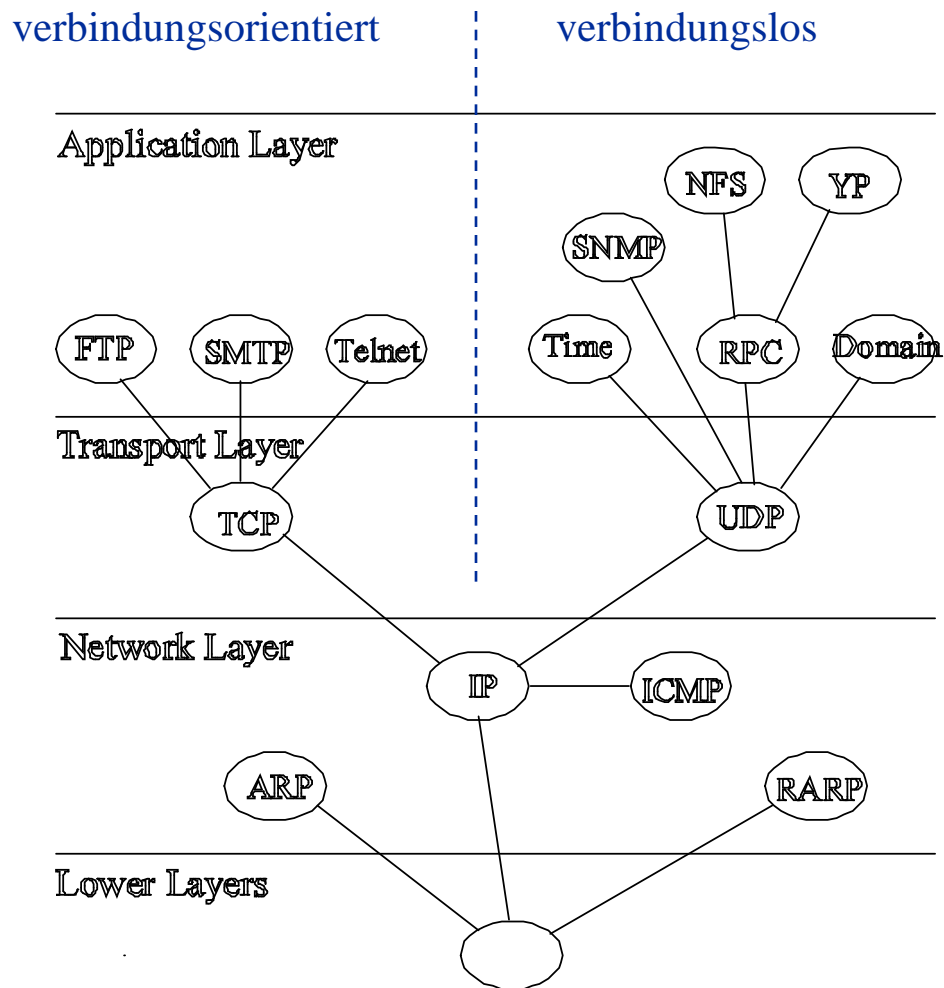 verbindungsorientiert verbindungslos
Application Layer
NFS YP
SNMP
FTP SMTP Telnet Time RPC Domain
Transport Layer
TCP UDP
Network Layer
IP ICMP
ARP RARP
Lower Layers